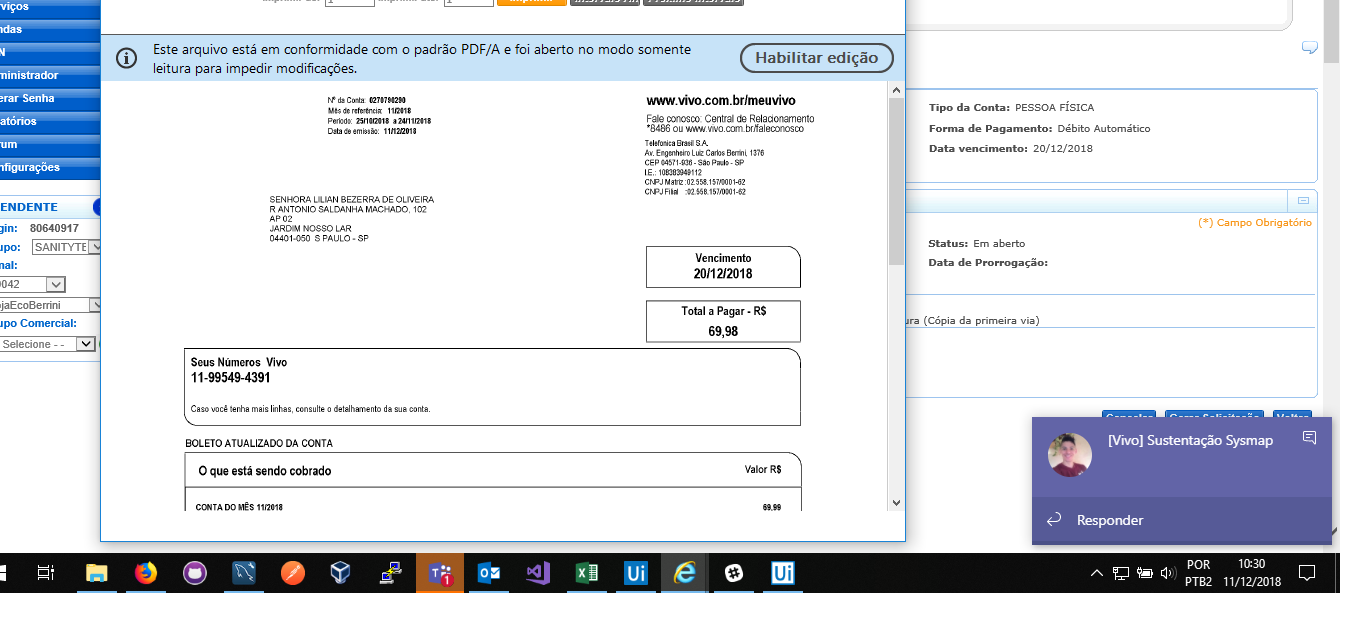 Este arquivo está em conformidade com o padrão PDF/A e foi aberto no modo somente
leitura para impedir modificações.
Habilitar edição
Nº da Conta: 0270790290
Mês de referência: 11/2018
Período: 25/10/2018 a 24/11/2018
Data de emissão: 11/12/2018
www.vivo.com.br/meuvivo
Fale conosco: Central de Relacionamento
*8486 ou www.vivo.com.br/faleconosco
Telefonica Brasil S.A.
Av. Engenheiro Luiz Carlos Berrini, 1376
CEP 04571-936 - São Paulo - SP
I.E.: 108383949112
CNPJ Matriz :02.558.157/0001-62
CNPJ Filial :02.558.157/0001-62
SENHORA LILIAN BEZERRA DE OLIVEIRA
R ANTONIO SALDANHA MACHADO, 102
AP 02
JARDIM NOSSO LAR
04401-050 S PAULO - SP
Vencimento
20/12/2018
Total a Pagar - R$
69,98
Seus Números Vivo
11-99549-4391
Caso você tenha mais linhas, consulte o detalhamento da sua conta.
BOLETO ATUALIZADO DA CONTA
O que está sendo cobrado Valor R$
CONTA DO MÊS 11/2018 69,99
rviços
ndas
N
ministrador
erar Senha
atórios
rum
nfigurações
ENDENTE
gin: 80640917
upo: SANITYTE
nal:
0042
ojaEcoBerrini
upo Comercial:
Selecione - -
Tipo da Conta: PESSOA FÍSICA
Forma de Pagamento: Débito Automático
Data vencimento: 20/12/2018
(*) Campo Obrigatório
Status: Em aberto
Data de Prorrogação:
ura (Cópia da primeira via)
Cancelar Gerar Solicitação Voltar
[Vivo] Sustentação Sysmap
Responder
POR
PTB2
10:30
11/12/2018